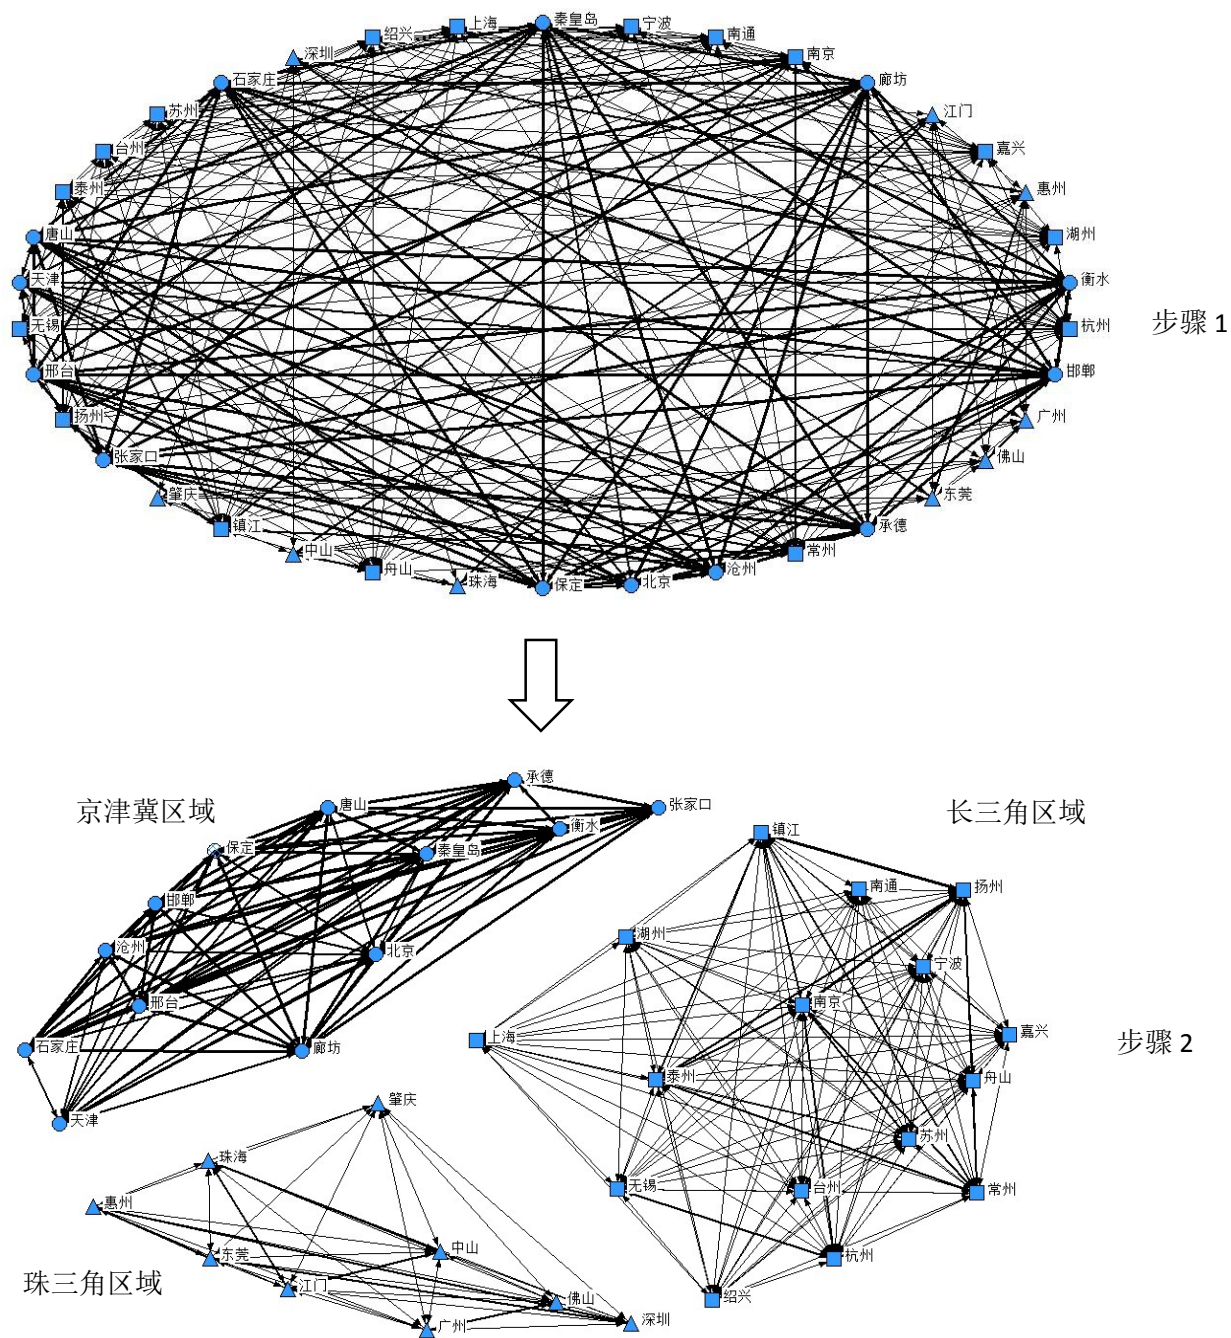 上海
秦皇岛
宁波
绍兴
南通
深圳
南京
石家庄
廊坊
苏州
江门
台州
嘉兴
泰州
惠州
唐山
湖州
天津
衡水
无锡
杭州
步骤 1
邢台
邯郸
扬州
广州
张家口
佛山
肇庆
东莞
镇江
承德
中山
常州
舟山
珠海
保定
北京
沧州
京津冀区域
承德
唐山
张家口
长三角区域
衡水
镇江
保定
秦皇岛
南通
扬州
邯郸
湖州
沧州
北京
宁波
邢台
南京
石家庄
廊坊
上海
嘉兴
步骤 2
泰州
舟山
天津
肇庆
苏州
珠海
无锡
台州
常州
惠州
东莞
中山
杭州
珠三角区域
江门
佛山
绍兴
广州
深圳